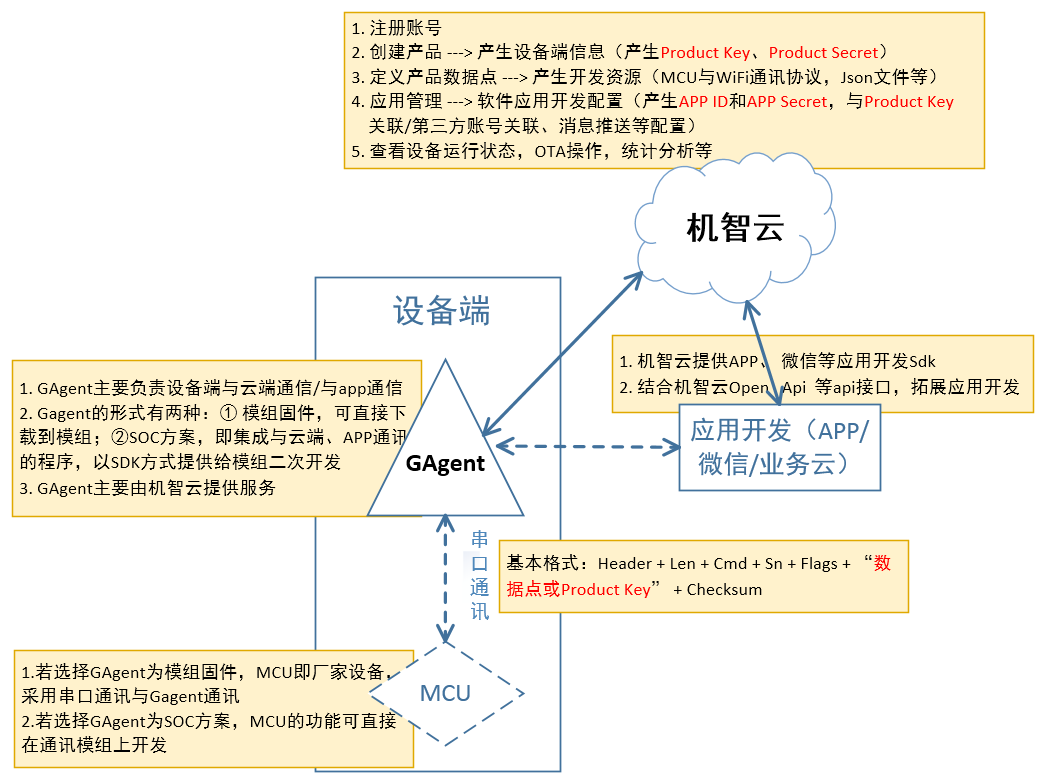 1. 注册账号
2. 创建产品 ---> 产生设备端信息（产生Product Key、Product Secret）
3. 定义产品数据点 ---> 产生开发资源（MCU与WiFi通讯协议，Json文件等）
4. 应用管理 ---> 软件应用开发配置（产生APP ID和APP Secret，与Product Key
关联/第三方账号关联、消息推送等配置）
5. 查看设备运行状态，OTA操作，统计分析等
机智云
设备端
1. 机智云提供APP、 微信等应用开发Sdk
2. 结合机智云Open Api 等api接口，拓展应用开发
1. GAgent主要负责设备端与云端通信/与app通信
2. Gagent的形式有两种：① 模组固件，可直接下
载到模组；②SOC方案，即集成与云端、APP通讯
的程序，以SDK方式提供给模组二次开发
3. GAgent主要由机智云提供服务
GAgent
应用开发（APP/
微信/业务云）
串
口
通
讯
基本格式：Header + Len + Cmd + Sn + Flags + “数
据点或Product Key” + Checksum
1.若选择GAgent为模组固件，MCU即厂家设备，
采用串口通讯与Gagent通讯
2.若选择GAgent为SOC方案，MCU的功能可直接
在通讯模组上开发
MCU